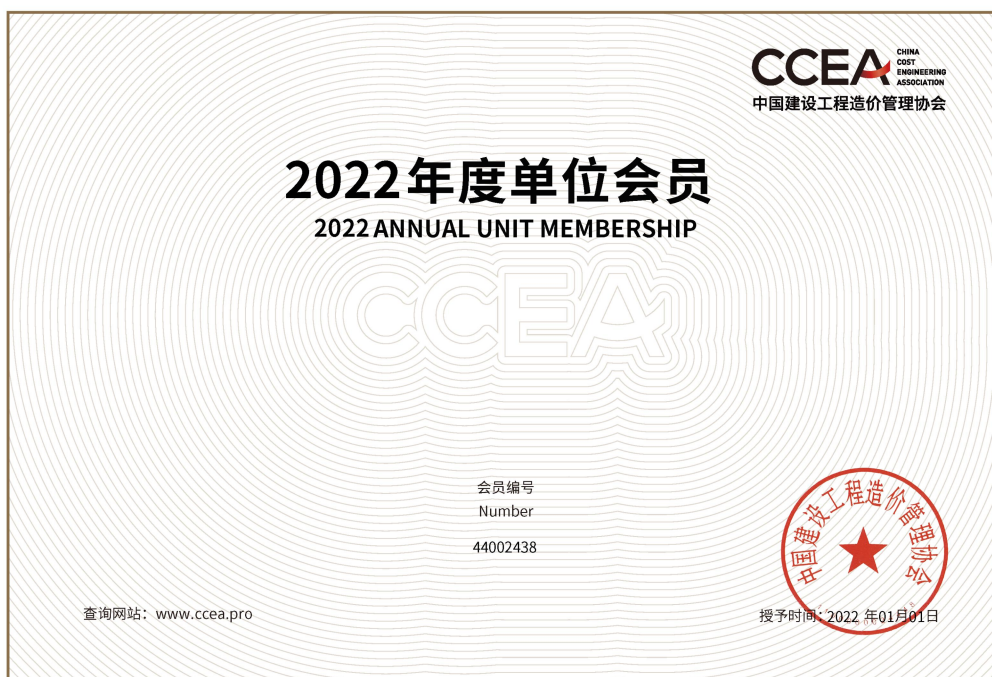 CCEA
CHINA
COST
ENGINEERING
ASSOCIATION
中国建设工程造价管理协会
2022年度单位会员
2022 ANNUAL UNIT MEMBERSHIP
CCEA
会员编号
Number
44002438
中国建设工程造价管理协会
查询网站：www.ccea.pro
授予时间：2022 年01月01日